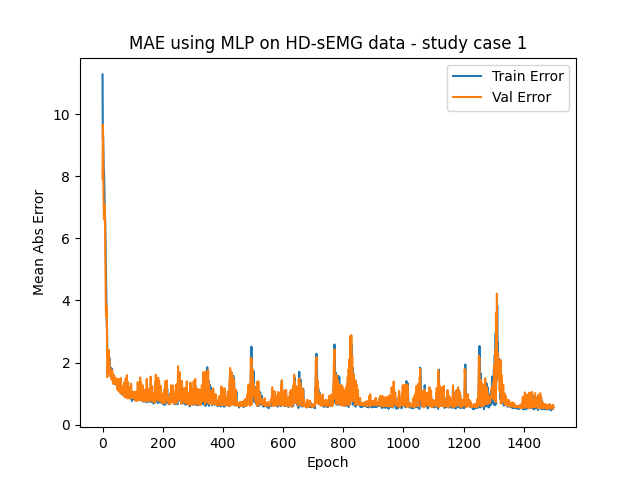 MAE using MLP on HD-sEMG data - study case 1
Train Error
Val Error
Mean Abs Error
10
8
6
4
2
0
0 200 400 600 800 1000 1200 1400
Epoch